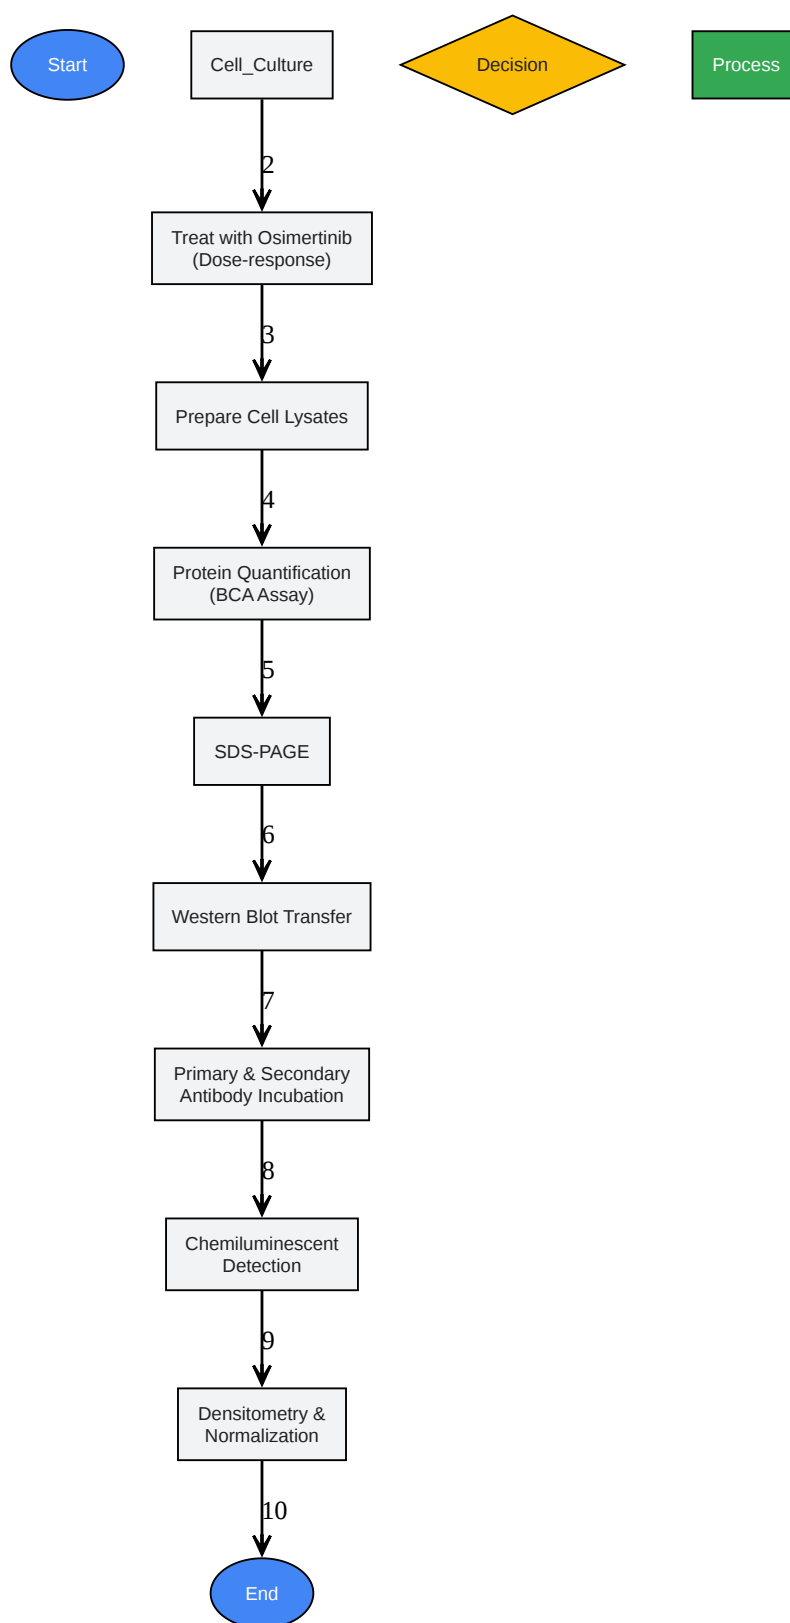 Start
Cell_Culture
Decision
Process
2
Treat with Osimertinib
(Dose-response)
3
Prepare Cell Lysates
4
Protein Quantification
(BCA Assay)
5
SDS-PAGE
6
Western Blot Transfer
7
Primary & Secondary
Antibody Incubation
8
Chemiluminescent
Detection
9
Densitometry &
Normalization
10
End